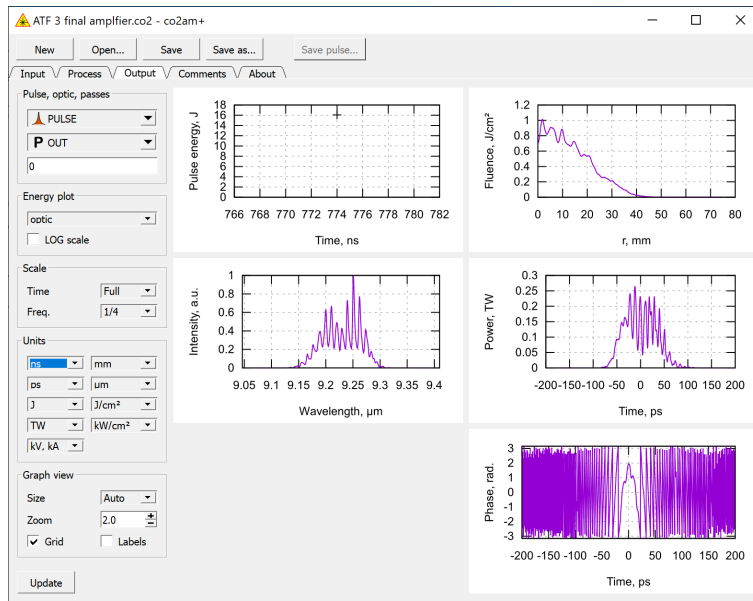 ATF 3 final amplfier.co2 - co2am+
New Open... Save Save as... Save pulse...
Input Process Output Comments About
Pulse, optic, passes
PULSE
P OUT
0
Energy plot
optic
LOG scale
Scale
Time Full
Freq. 1/4
Units
ns mm
ps um
J J/cm²
TW kW/cm²
kV, kA
Graph view
Size Auto
Zoom 2.0
Grid Labels
Update
Pulse energy, J
18
16
14
12
10
8
6
4
2
0
766 768 770 772 774 776 778 780 782
Time, ns
Fluence, J/cm²
1.2
1
0.8
0.6
0.4
0.2
0
0 10 20 30 40 50 60 70 80
r, mm
Intensity, a.u.
1
0.8
0.6
0.4
0.2
0
9.05 9.1 9.15 9.2 9.25 9.3 9.35 9.4
Wavelength, μm
Power, TW
0.3
0.25
0.2
0.15
0.1
0.05
0
-200 -150 -100 -50 0 50 100 150 200
Time, ps
Phase, rad.
3
2
1
0
-1
-2
-3
-200 -150 -100 -50 0 50 100 150 200
Time, ps